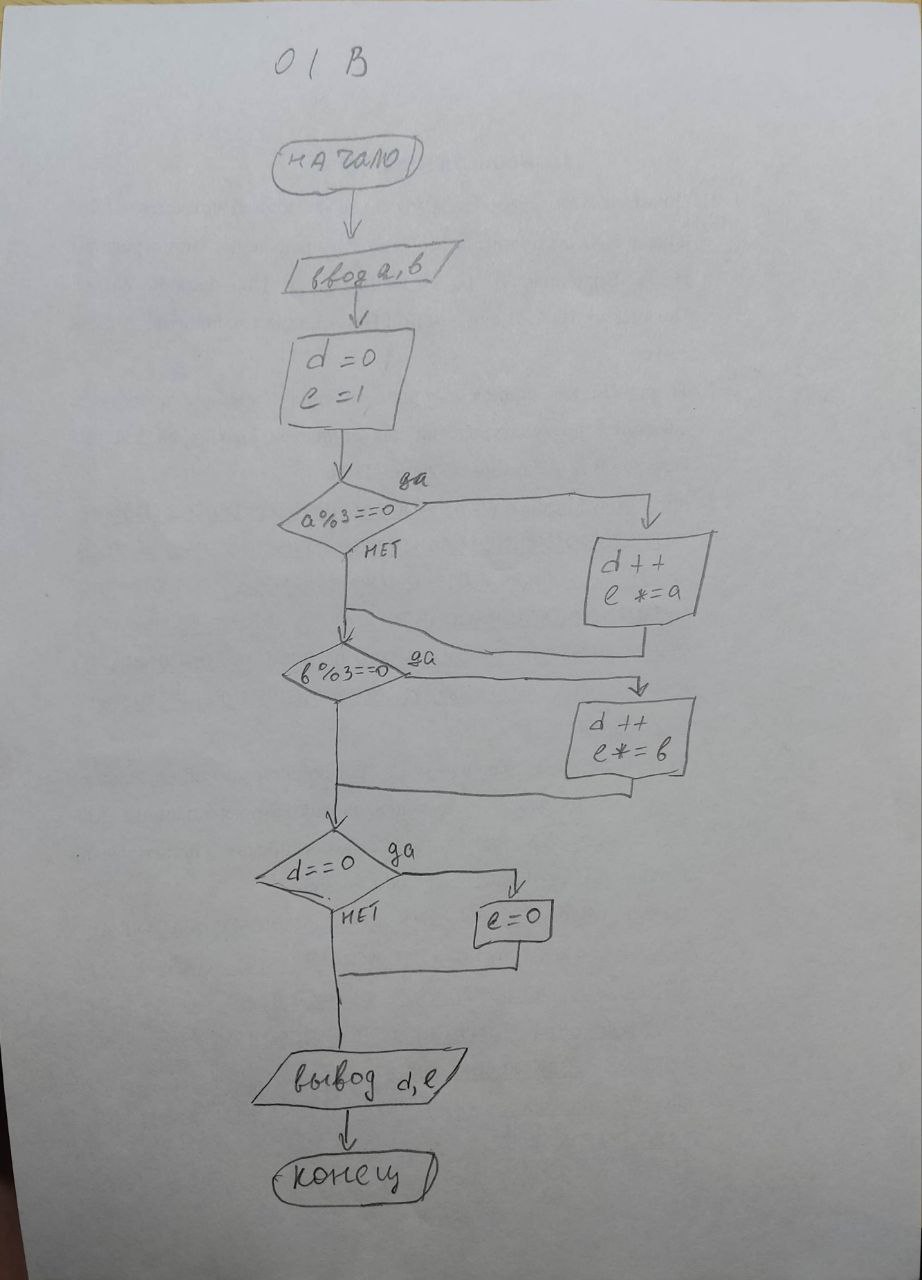 01 В
начало
ввод a, в
d = 0
e = 1
a%3==0
да
НЕТ
d ++
e *= a
в%3==0
да
d ++
e *= в
d==0
да
НЕТ
e=0
вывод d, e
конец